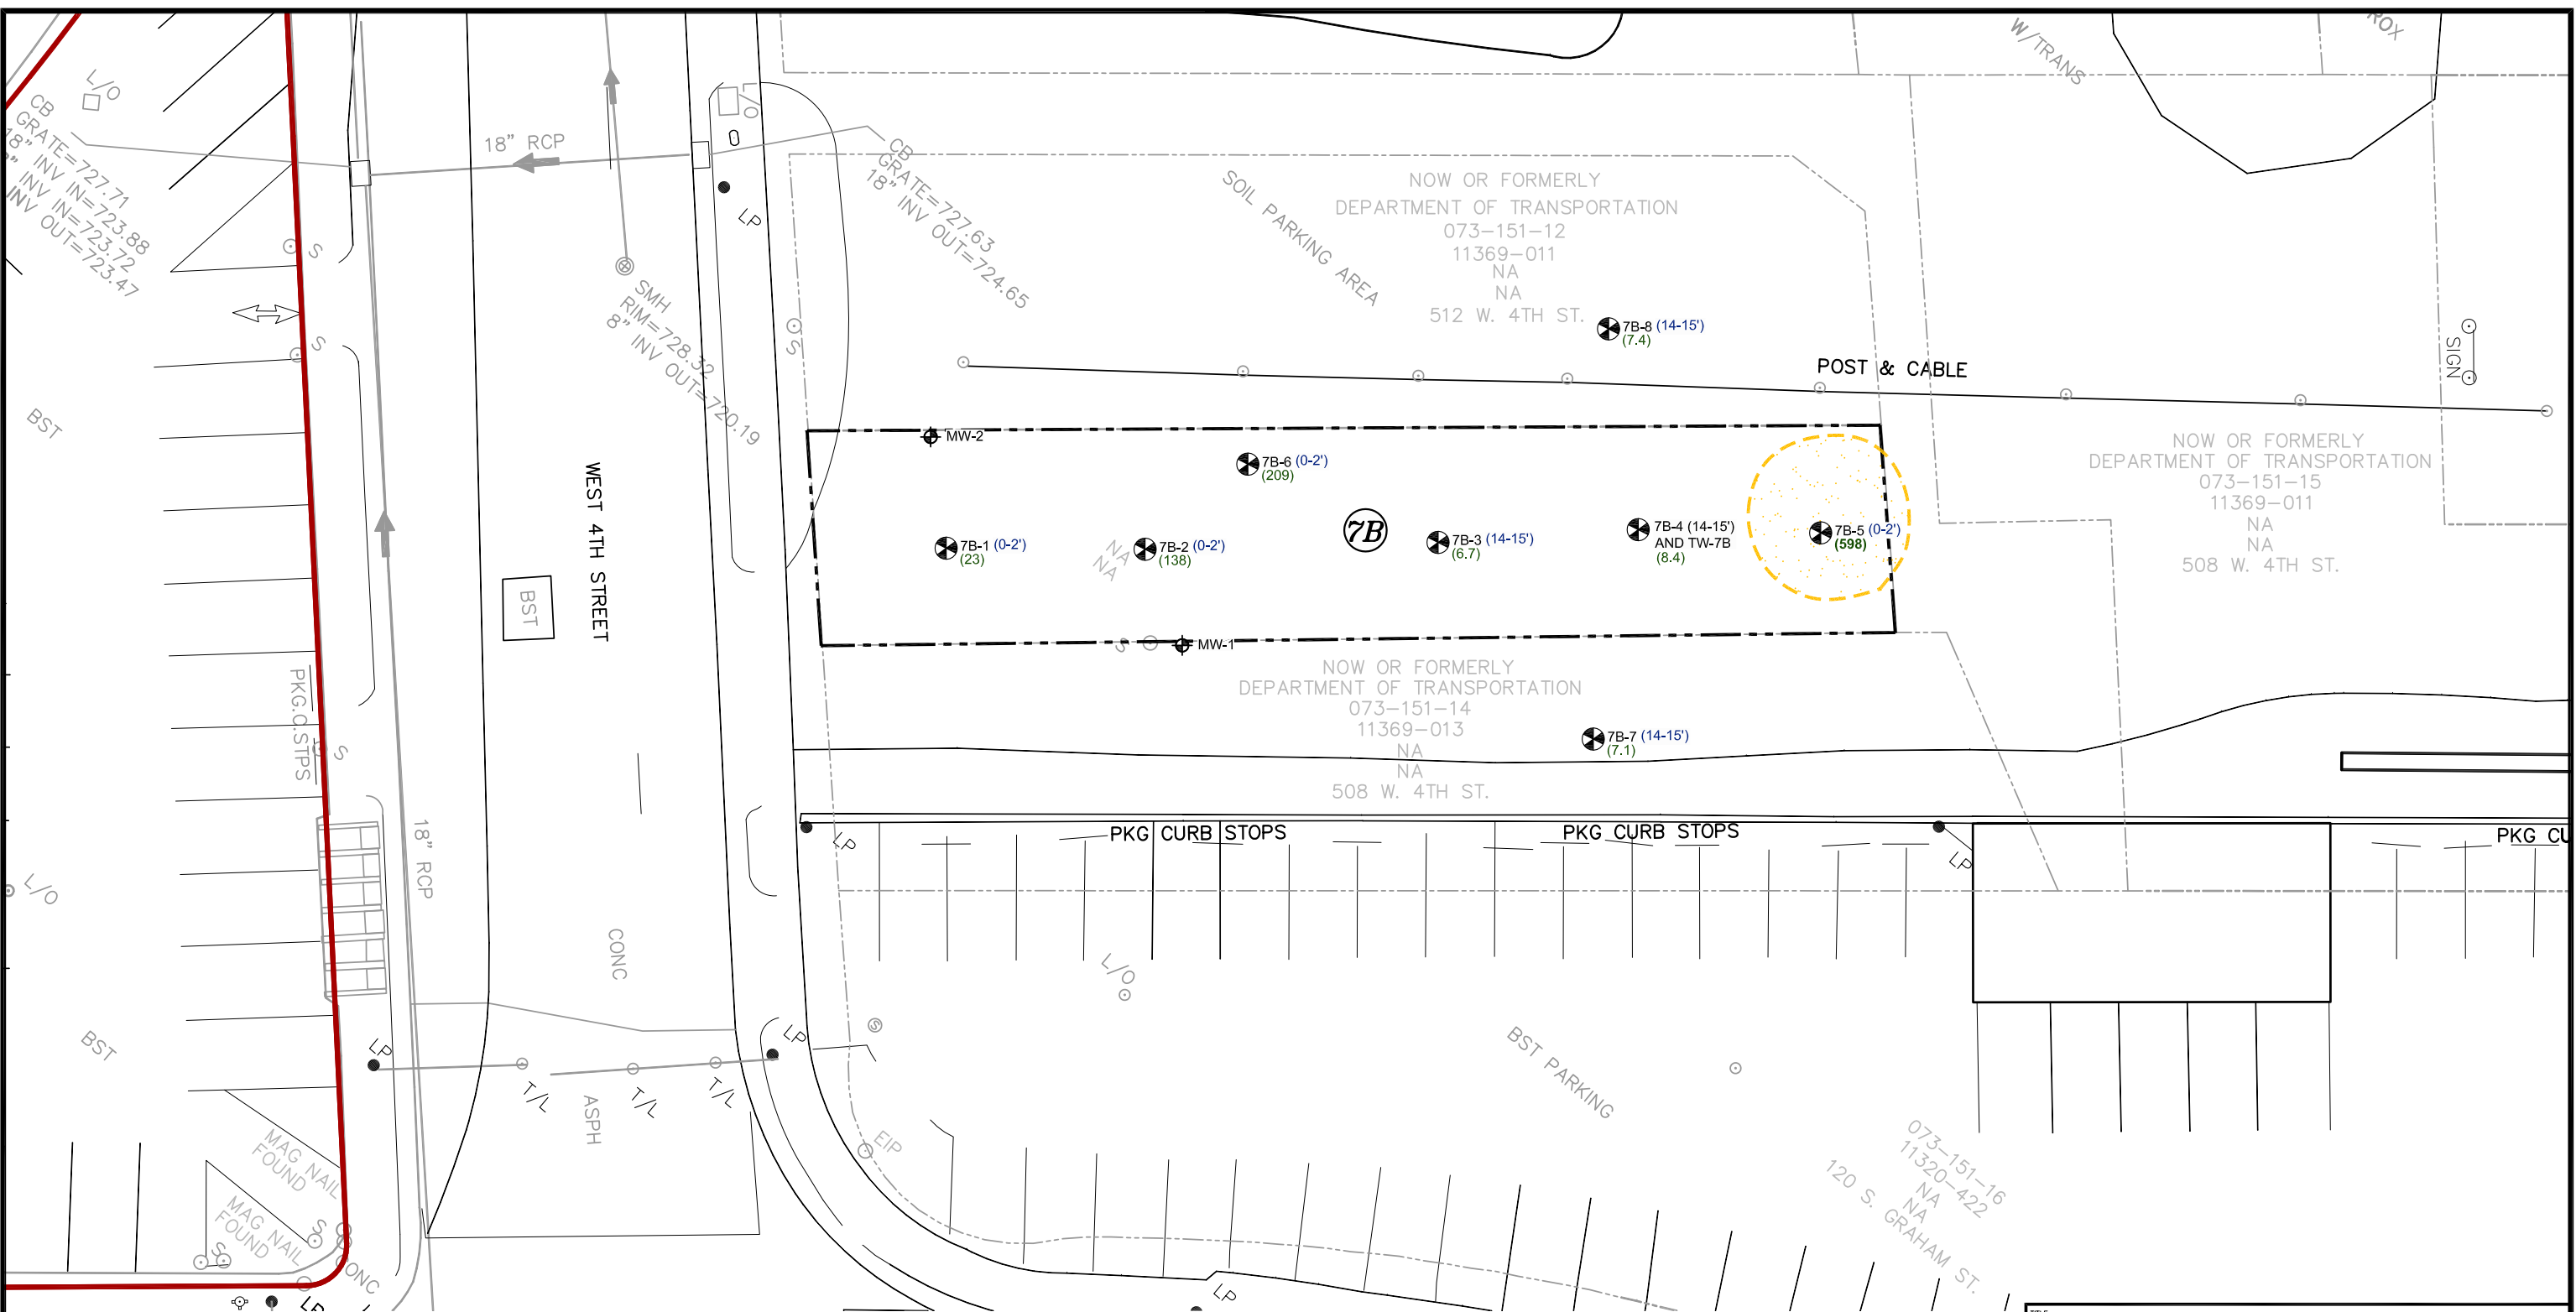 L/O
CB
GRATE=727.71
18" INV IN=723.88
INV IN=723.72
INV OUT=723.47
18" RCP
L/O
LP
CB
GRATE=727.63
18" INV OUT=724.65
SMH
RIM=728.32
8" INV OUT=720.19
W/TRANS
ROX
SOIL PARKING AREA
NOW OR FORMERLY
DEPARTMENT OF TRANSPORTATION
073-151-12
11369-011
NA
NA
512 W. 4TH ST.
7B-8 (14-15')
(7.4)
POST & CABLE
SIGN
S
S
S
BST
WEST 4TH STREET
BST
MW-2
7B-6 (0-2')
(209)
7B
7B-1 (0-2')
(23)
NA
NA
7B-2 (0-2')
(138)
7B-3 (14-15')
(6.7)
7B-4 (14-15')
AND TW-7B
(8.4)
7B-5 (0-2')
(598)
NOW OR FORMERLY
DEPARTMENT OF TRANSPORTATION
073-151-15
11369-011
NA
NA
508 W. 4TH ST.
S
MW-1
NOW OR FORMERLY
DEPARTMENT OF TRANSPORTATION
073-151-14
11369-013
NA
NA
508 W. 4TH ST.
7B-7 (14-15')
(7.1)
PKG.C.STPS
S
18" RCP
L/O
CONC
LP
PKG CURB STOPS
PKG CURB STOPS
LP
PKG CU
L/O
S
BST
LP
LP
T/L
T/L
T/L
ASPH
BST PARKING
EIP
MAG NAIL
FOUND
MAG NAIL
FOUND
S
S
CONC
LP
LP
073-151-16
11320-422
NA
NA
120 S. GRAHAM ST.